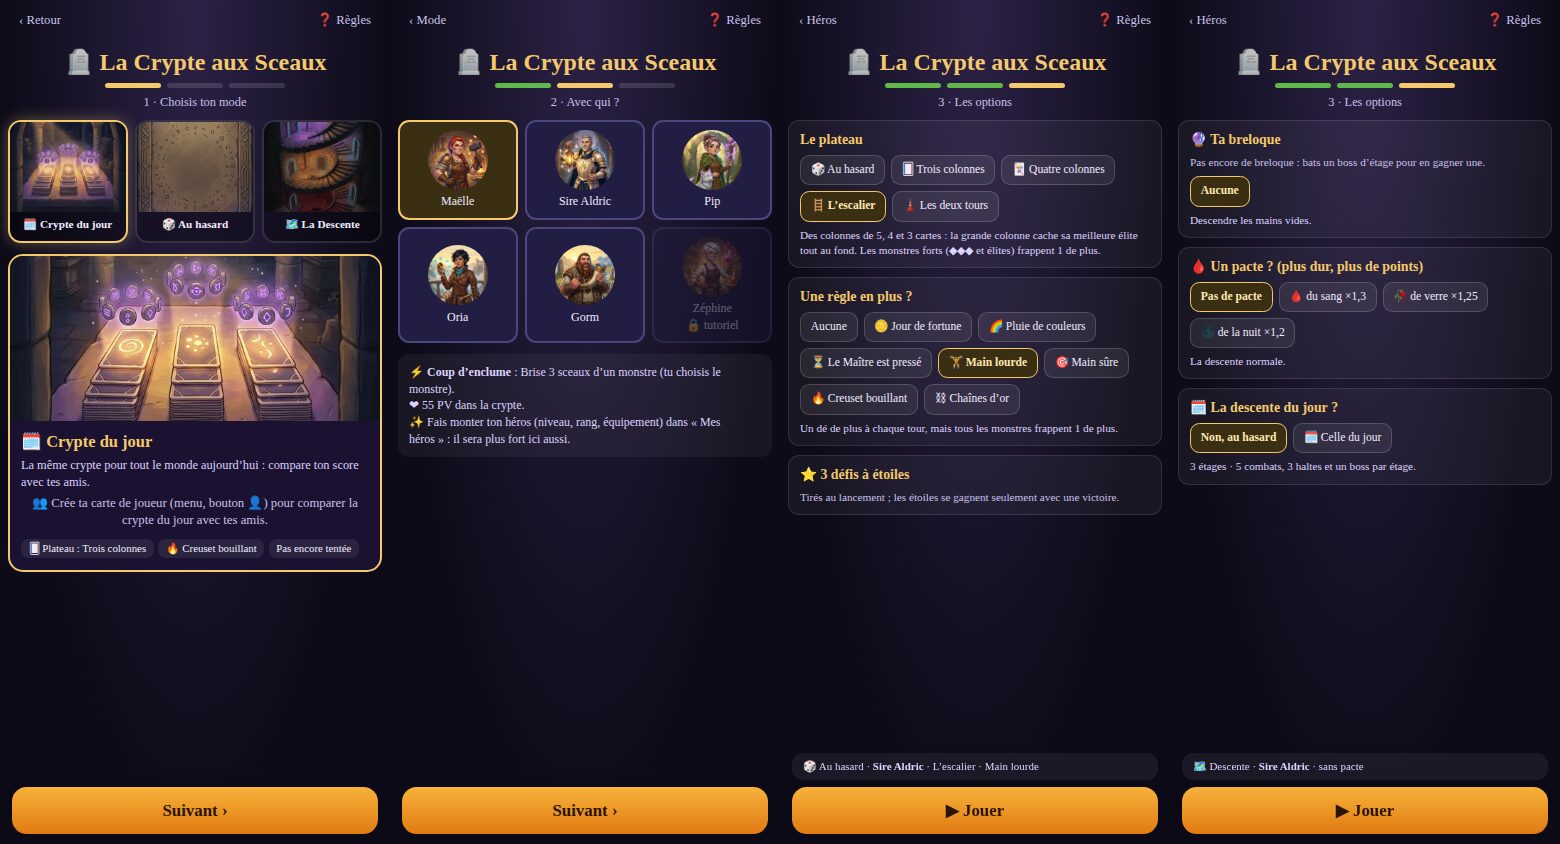 ‹ Retour
❓ Règles
La Crypte aux Sceaux
1 · Choisis ton mode
🗓️ Crypte du jour
🎲 Au hasard
🗺️ La Descente
🗓️ Crypte du jour
La même crypte pour tout le monde aujourd’hui : compare ton score
avec tes amis.
👥 Crée ta carte de joueur (menu, bouton 👤) pour comparer la
crypte du jour avec tes amis.
🂠 Plateau : Trois colonnes
🔥 Creuset bouillant
Pas encore tentée
Suivant ›
‹ Mode
❓ Règles
🪦 La Crypte aux Sceaux
2 · Avec qui ?
Maëlle
Sire Aldric
Pip
Oria
Gorm
Zéphine
🔒 tutoriel
⚡ Coup d’enclume : Brise 3 sceaux d’un monstre (tu choisis le
monstre).
❤ 55 PV dans la crypte.
✨ Fais monter ton héros (niveau, rang, équipement) dans « Mes
héros » : il sera plus fort ici aussi.
Suivant ›
‹ Héros
❓ Règles
🪦 La Crypte aux Sceaux
3 · Les options
Le plateau
🎲 Au hasard
🂠 Trois colonnes
🃏 Quatre colonnes
🪜 L’escalier
🗼 Les deux tours
Des colonnes de 5, 4 et 3 cartes : la grande colonne cache sa meilleure élite
tout au fond. Les monstres forts (◆◆◆ et élites) frappent 1 de plus.
Une règle en plus ?
Aucune
🪙 Jour de fortune
🌈 Pluie de couleurs
⏳ Le Maître est pressé
🏋️ Main lourde
🎯 Main sûre
🔥 Creuset bouillant
⛓ Chaînes d’or
Un dé de plus à chaque tour, mais tous les monstres frappent 1 de plus.
⭐ 3 défis à étoiles
Tirés au lancement ; les étoiles se gagnent seulement avec une victoire.
🎲 Au hasard · Sire Aldric · L’escalier · Main lourde
▶ Jouer
‹ Héros
❓ Règles
🪦 La Crypte aux Sceaux
3 · Les options
🔮 Ta breloque
Pas encore de breloque : bats un boss d’étage pour en gagner une.
Aucune
Descendre les mains vides.
🩸 Un pacte ? (plus dur, plus de points)
Pas de pacte
🩸 du sang ×1,3
🥀 de verre ×1,25
🌑 de la nuit ×1,2
La descente normale.
🗓️ La descente du jour ?
Non, au hasard
🗓️ Celle du jour
3 étages · 5 combats, 3 haltes et un boss par étage.
🗺️ Descente · Sire Aldric · sans pacte
▶ Jouer